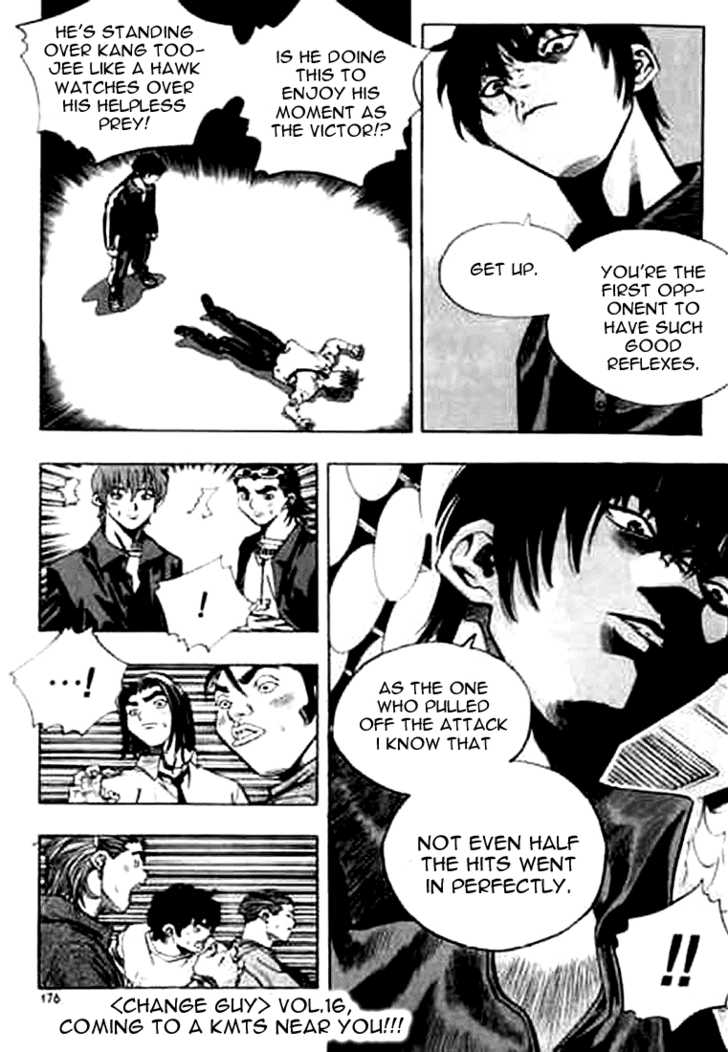 HE'S STANDING
OVER KANG TOO-
JEE LIKE A HAWK
WATCHES OVER
HIS HELPLESS
PREY!
IS HE DOING
THIS TO
ENJOY HIS
MOMENT AS
THE VICTOR!?
GET UP.
YOU'RE THE
FIRST OPP-
ONENT TO
HAVE SUCH
GOOD
REFLEXES.
!
...!
AS THE ONE
WHO PULLED
OFF THE ATTACK
I KNOW THAT
NOT EVEN HALF
THE HITS WENT
IN PERFECTLY.
!!
176
<CHANGE GUY> VOL.16,
COMING TO A KMTS NEAR YOU!!!